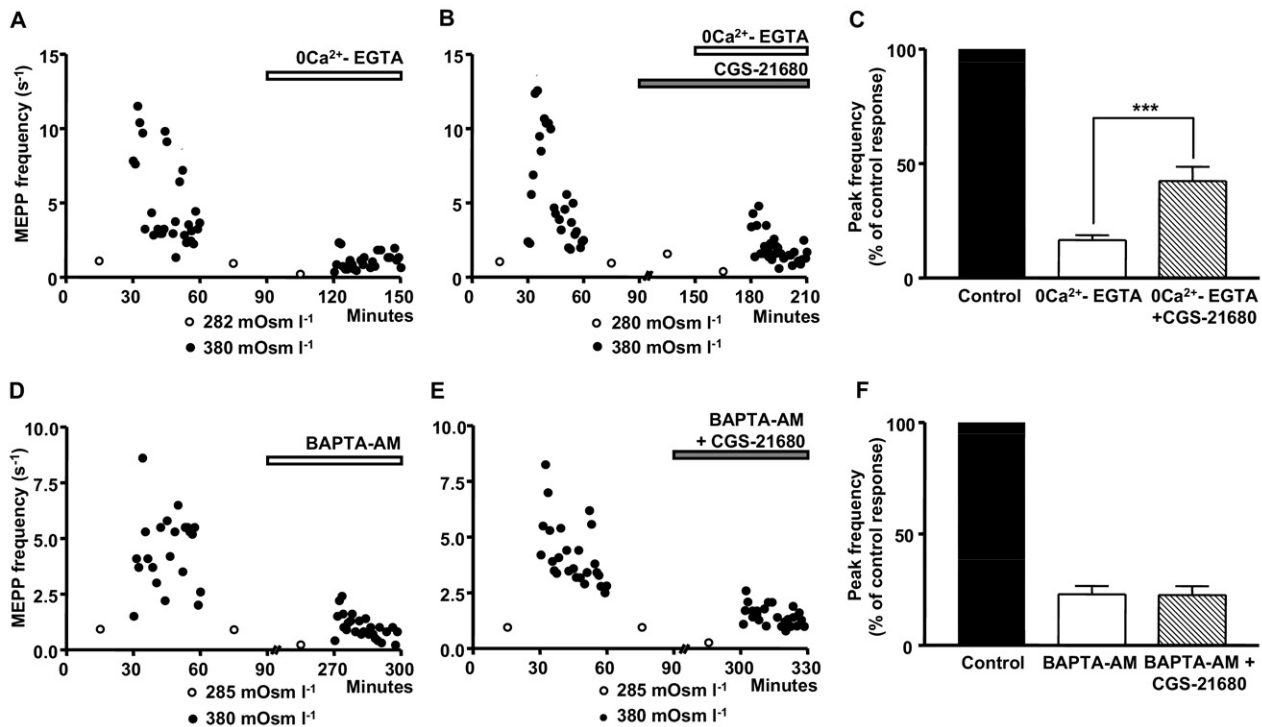 A
MEPP frequency (s⁻¹)
15
10
5
0
0Ca²⁺- EGTA
0 30 60 90 120 150
Minutes
○ 282 mOsm l⁻¹
● 380 mOsm l⁻¹
B
15
10
5
0
0Ca²⁺- EGTA
CGS-21680
0 30 60 90 180 210
Minutes
○ 280 mOsm l⁻¹
● 380 mOsm l⁻¹
C
Peak frequency
(% of control response)
100
50
0
***
Control 0Ca²⁺- EGTA 0Ca²⁺- EGTA
+CGS-21680
D
MEPP frequency (s⁻¹)
10.0
7.5
5.0
2.5
0.0
BAPTA-AM
0 30 60 90 270 300
Minutes
○ 285 mOsm l⁻¹
● 380 mOsm l⁻¹
E
10.0
7.5
5.0
2.5
0.0
BAPTA-AM
+ CGS-21680
0 30 60 90 300 330
Minutes
○ 285 mOsm l⁻¹
● 380 mOsm l⁻¹
F
Peak frequency
(% of control response)
100
50
0
Control BAPTA-AM BAPTA-AM +
CGS-21680